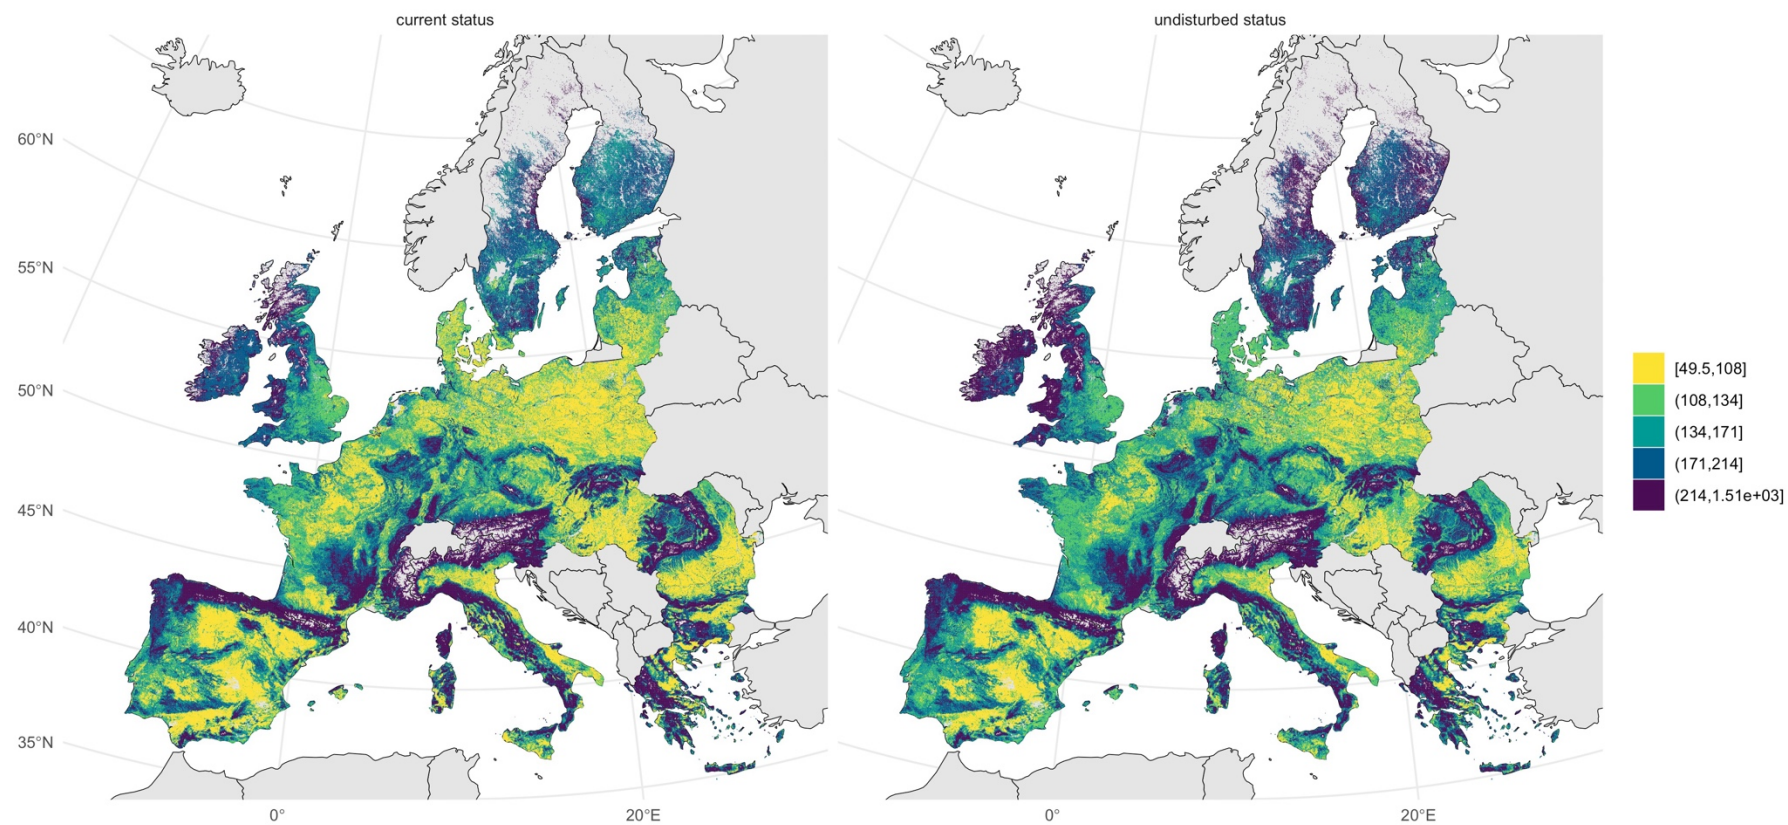 current status
undisturbed status
60°N
55°N
50°N
45°N
40°N
35°N
0°
20°E
0°
20°E
[49.5,108]
(108,134]
(134,171]
(171,214]
(214,1.51e+03]